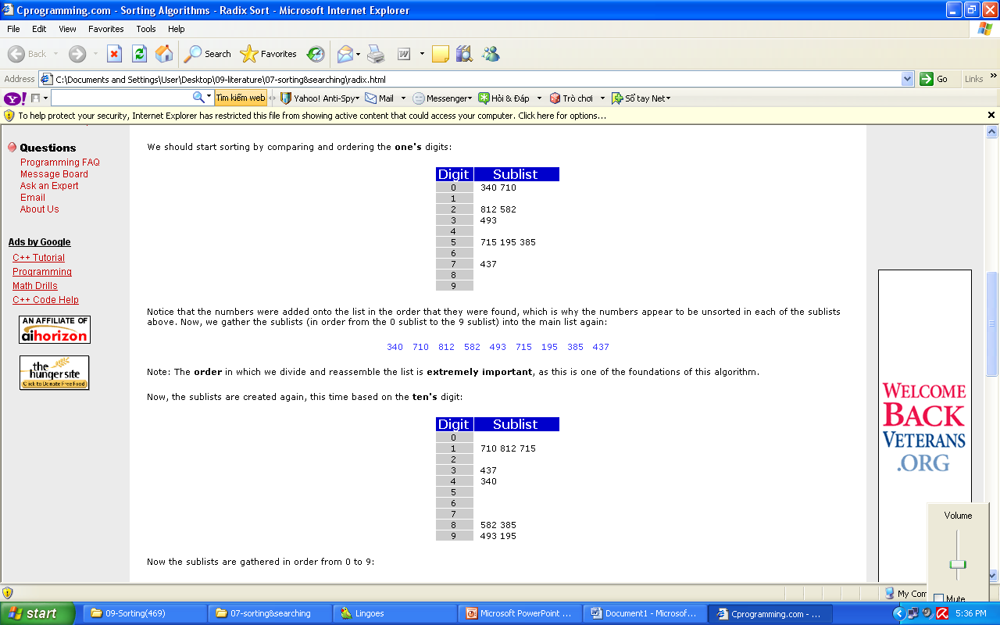 Cprogramming.com - Sorting Algorithms - Radix Sort - Microsoft Internet Explorer
File Edit View Favorites Tools Help
Back Search Favorites
Address C:\Documents and Settings\User\Desktop\09-literature\07-sorting&searching\radix.html Go Links »
Y! Tìm kiếm web Yahoo! Anti-Spy Mail Messenger Hỏi & Đáp Trò chơi Sổ tay Net
To help protect your security, Internet Explorer has restricted this file from showing active content that could access your computer. Click here for options...
Questions
Programming FAQ
Message Board
Ask an Expert
Email
About Us
Ads by Google
C++ Tutorial
Programming
Math Drills
C++ Code Help
AN AFFILIATE OF
aihorizon
the
hunger site
Click to Donate Free Food
We should start sorting by comparing and ordering the one's digits:
Digit Sublist
0 340 710
1
2 812 582
3 493
4
5 715 195 385
6
7 437
8
9
Notice that the numbers were added onto the list in the order that they were found, which is why the numbers appear to be unsorted in each of the sublists
above. Now, we gather the sublists (in order from the 0 sublist to the 9 sublist) into the main list again:
340 710 812 582 493 715 195 385 437
Note: The order in which we divide and reassemble the list is extremely important, as this is one of the foundations of this algorithm.
Now, the sublists are created again, this time based on the ten's digit:
Digit Sublist
0
1 710 812 715
2
3 437
4 340
5
6
7
8 582 385
9 493 195
Now the sublists are gathered in order from 0 to 9:
WELCOME
BACK
VETERANS
.ORG
Volume
Mute
My Com
start 09-Sorting(469) 07-sorting&searching Lingoes Microsoft PowerPoint ... Document1 - Microsof... Cprogramming.com - ... 5:36 PM